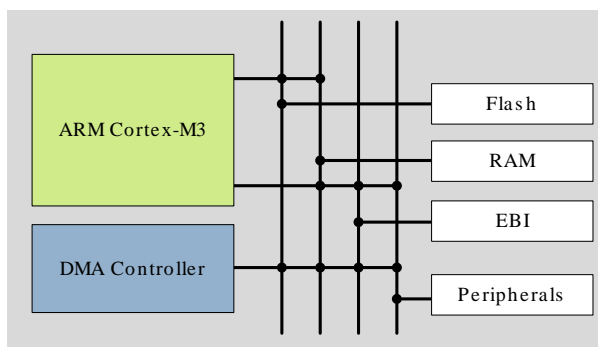 ARM Cortex-M3
Flash
RAM
EBI
DMA Controller
Peripherals